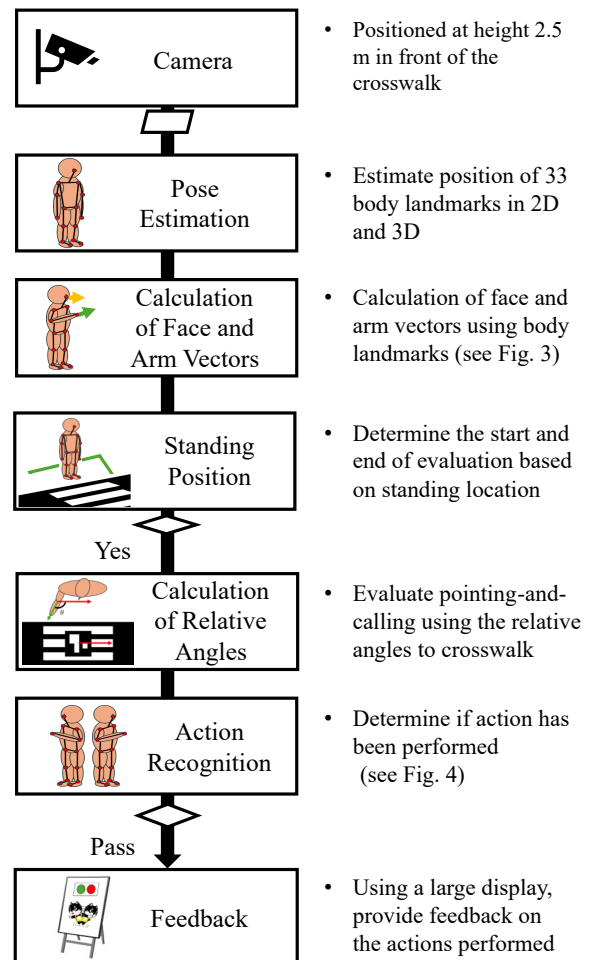 Camera
• Positioned at height 2.5
m in front of the
crosswalk
Pose
Estimation
• Estimate position of 33
body landmarks in 2D
and 3D
Calculation
of Face and
Arm Vectors
• Calculation of face and
arm vectors using body
landmarks (see Fig. 3)
Standing
Position
• Determine the start and
end of evaluation based
on standing location
Yes
Calculation
of Relative
Angles
θ
• Evaluate pointing-and-
calling using the relative
angles to crosswalk
Action
Recognition
• Determine if action has
been performed
(see Fig. 4)
Pass
Feedback
• Using a large display,
provide feedback on
the actions performed